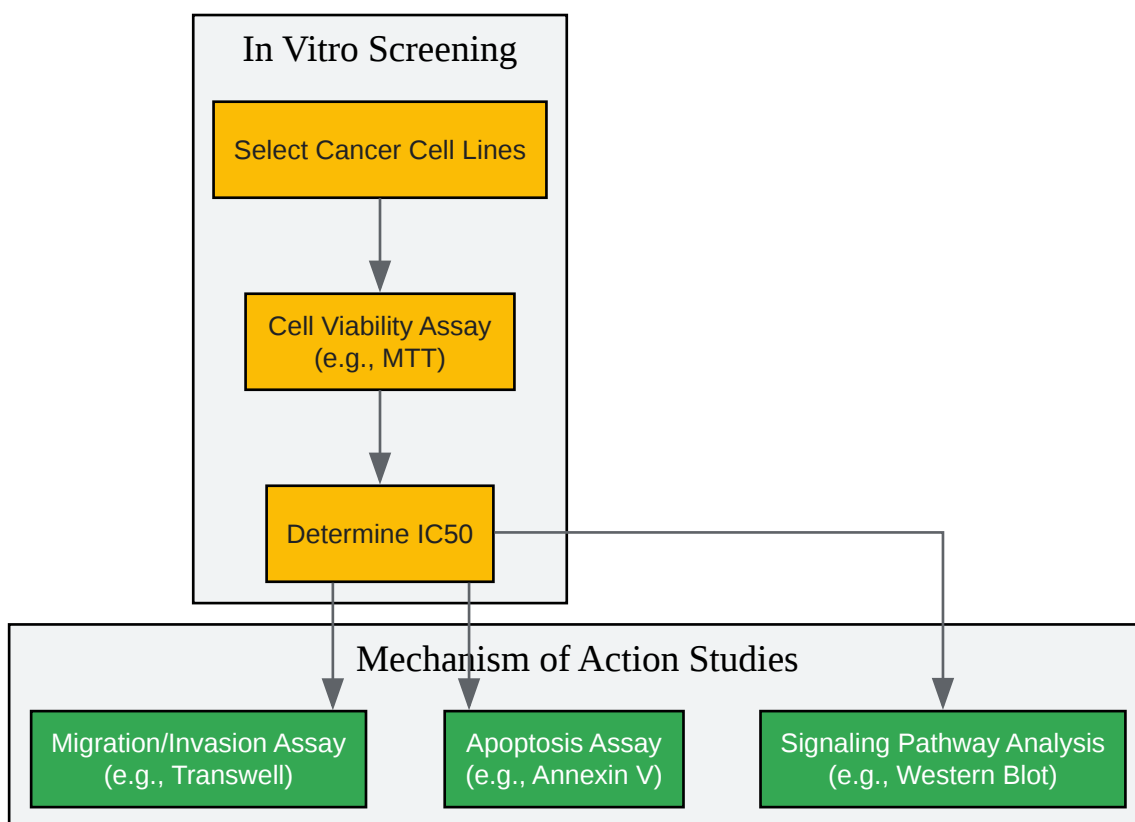 In Vitro Screening
Select Cancer Cell Lines
Cell Viability Assay
(e.g., MTT)
Determine IC50
Mechanism of Action Studies
Migration/Invasion Assay
(e.g., Transwell)
Apoptosis Assay
(e.g., Annexin V)
Signaling Pathway Analysis
(e.g., Western Blot)